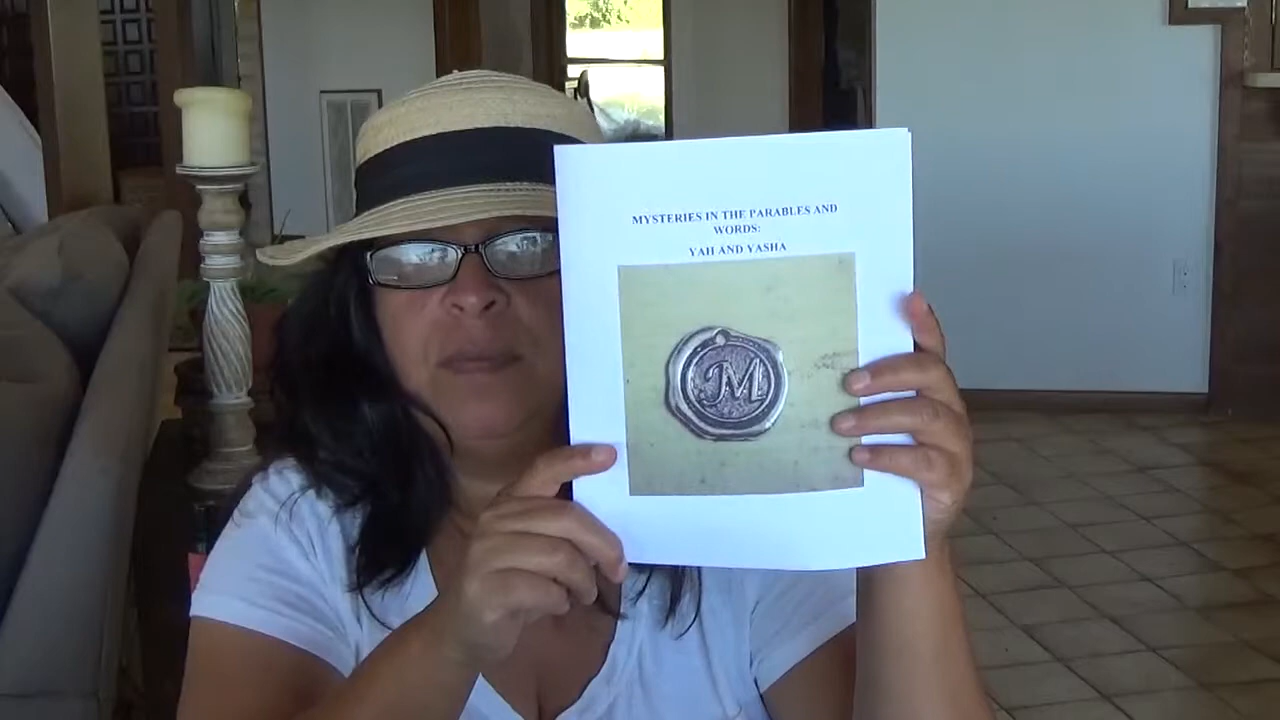 MYSTERIES IN THE PARABLES AND
WORDS:
YAH AND YASHA
M